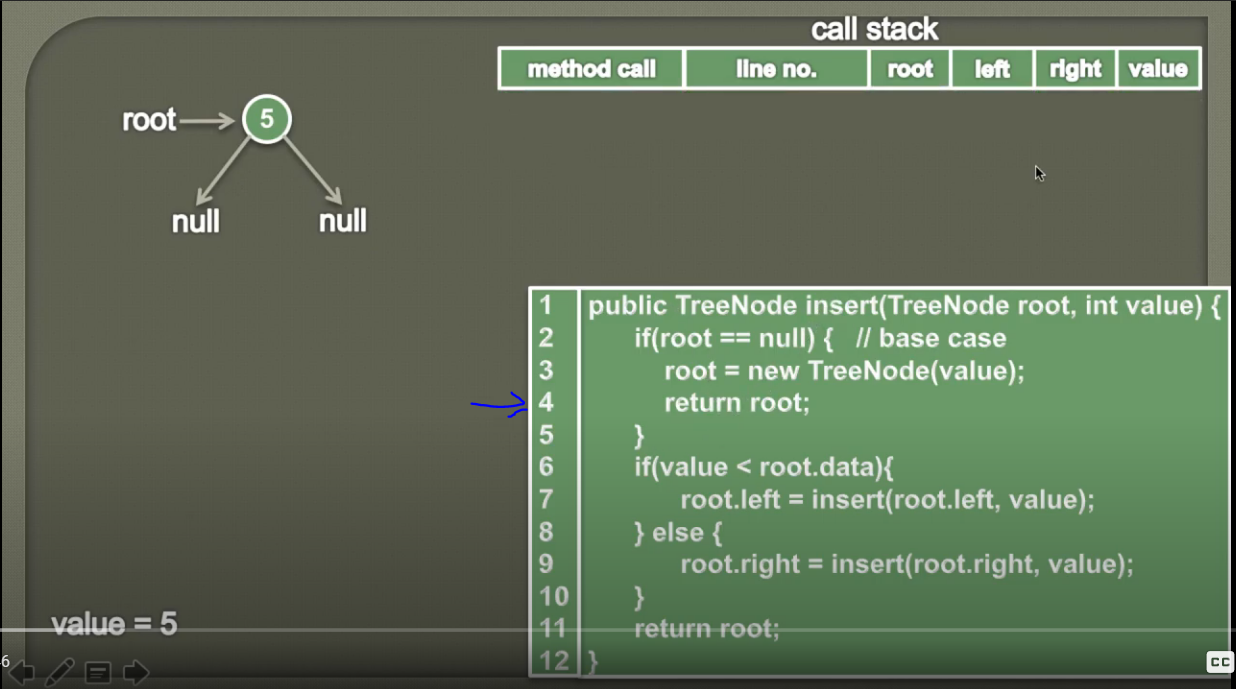 call stack
method call line no. root left right value
root 5
null null
1 public TreeNode insert(TreeNode root, int value) {
2 if(root == null) { // base case
3 root = new TreeNode(value);
4 return root;
5 }
6 if(value < root.data){
7 root.left = insert(root.left, value);
8 } else {
9 root.right = insert(root.right, value);
10 }
11 return root;
12 }
value = 5
6
CC